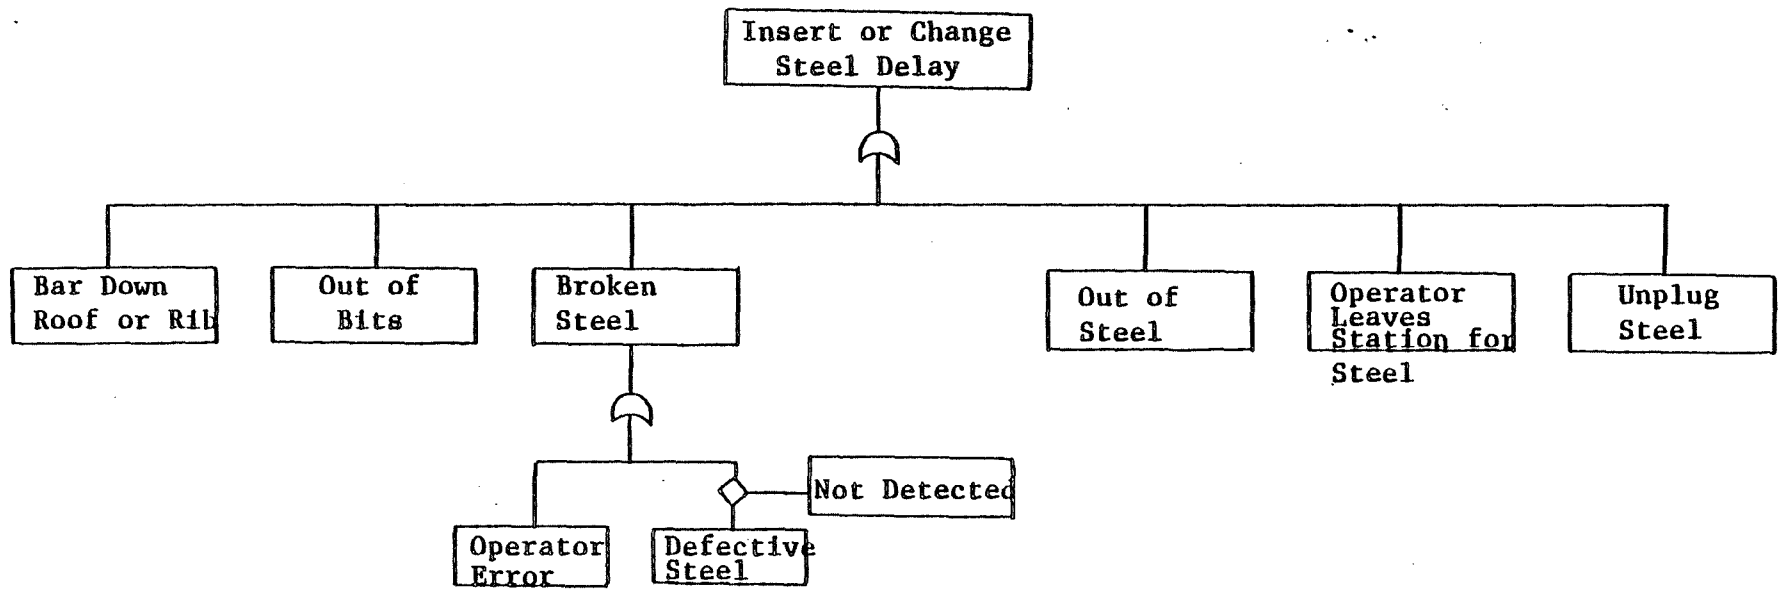 Insert or Change
Steel Delay
Bar Down
Roof or Rib
Out of
Bits
Broken
Steel
Out of
Steel
Operator
Leaves
Station for
Steel
Unplug
Steel
Not Detected
Operator
Error
Defective
Steel